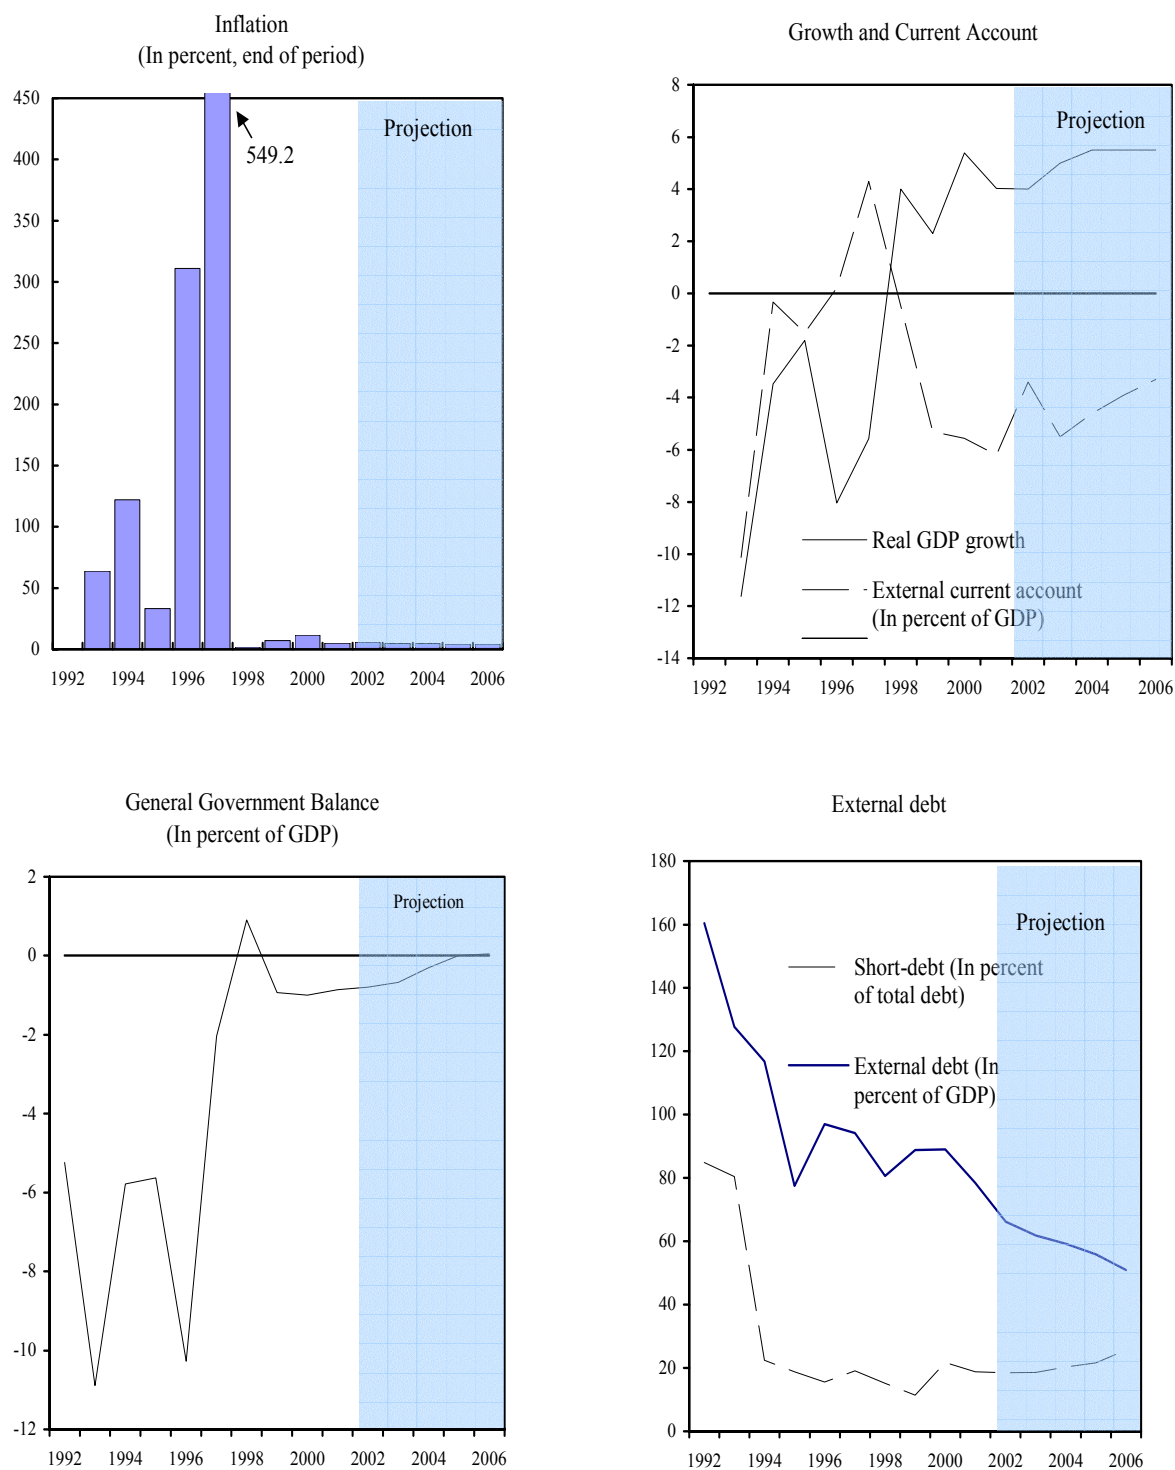 Inflation
(In percent, end of period)
450
400
350
300
250
200
150
100
50
0
Projection
549.2
1992 1994 1996 1998 2000 2002 2004 2006
Growth and Current Account
8
6
4
2
0
-2
-4
-6
-8
-10
-12
-14
Projection
Real GDP growth
External current account
(In percent of GDP)
1992 1994 1996 1998 2000 2002 2004 2006
General Government Balance
(In percent of GDP)
2
0
-2
-4
-6
-8
-10
-12
Projection
1992 1994 1996 1998 2000 2002 2004 2006
External debt
180
160
140
120
100
80
60
40
20
0
Projection
Short-debt (In percent
of total debt)
External debt (In
percent of GDP)
1992 1994 1996 1998 2000 2002 2004 2006